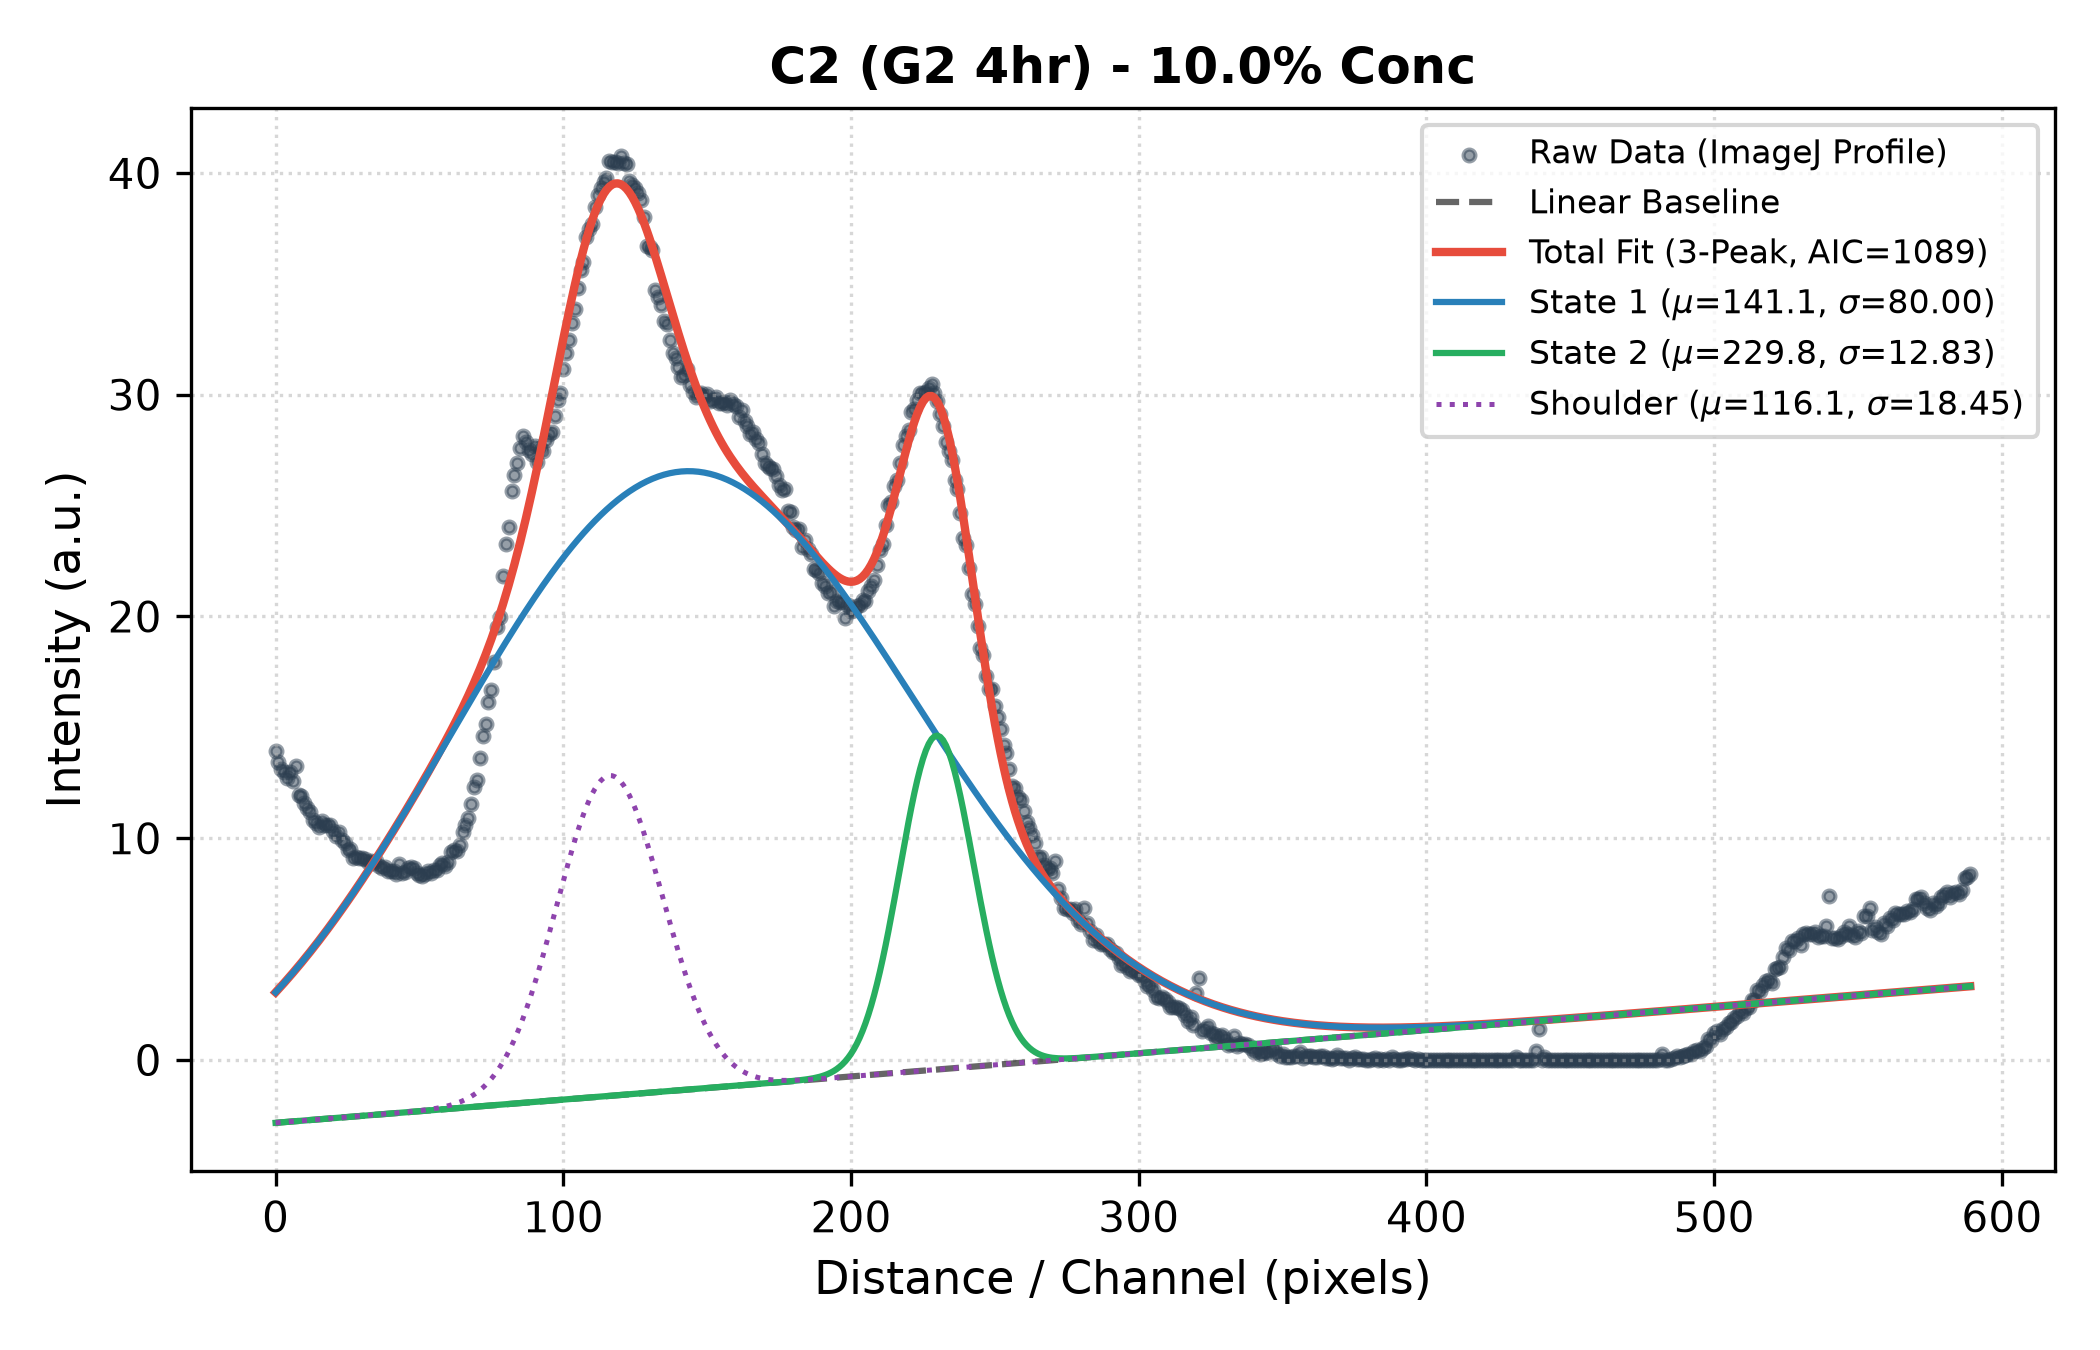 C2 (G2 4hr) - 10.0% Conc
Raw Data (ImageJ Profile)
Linear Baseline
Total Fit (3-Peak, AIC=1089)
State 1 (μ=141.1, σ=80.00)
State 2 (μ=229.8, σ=12.83)
Shoulder (μ=116.1, σ=18.45)
Intensity (a.u.)
40
30
20
10
0
0 100 200 300 400 500 600
Distance / Channel (pixels)